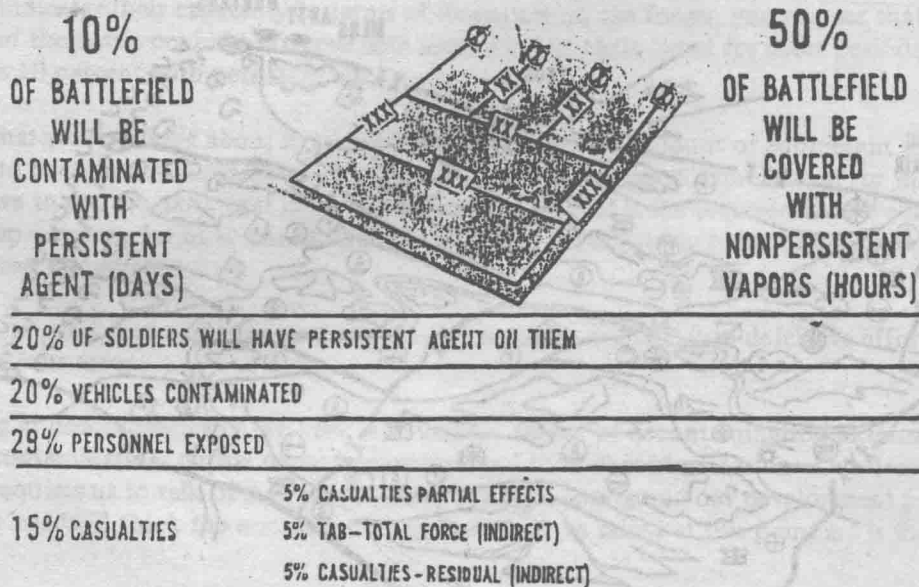 10%
OF BATTLEFIELD
WILL BE
CONTAMINATED
WITH
PERSISTENT
AGENT (DAYS)
XX
XX
XXX
XX
XXX
XXX
50%
OF BATTLEFIELD
WILL BE
COVERED
WITH
NONPERSISTENT
VAPORS (HOURS)
20% OF SOLDIERS WILL HAVE PERSISTENT AGENT ON THEM
20% VEHICLES CONTAMINATED
29% PERSONNEL EXPOSED
15% CASUALTIES
5% CASUALTIES PARTIAL EFFECTS
5% TAB-TOTAL FORCE (INDIRECT)
5% CASUALTIES-RESIDUAL (INDIRECT)